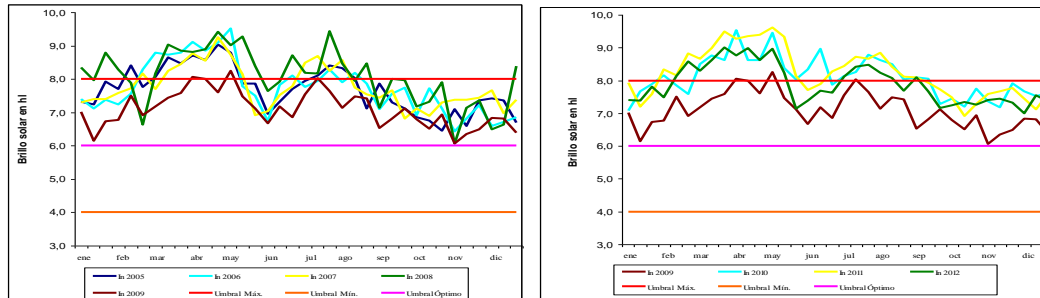 Brillo solar en hl
10,0
9,0
8,0
7,0
6,0
5,0
4,0
3,0
ene feb mar abr may jun jul ago sep oct nov dic
In 2005 In 2006 In 2007 In 2008
In 2009 Umbral Máx. Umbral Mín. Umbral Óptimo
Brillo solar en hl
10,0
9,0
8,0
7,0
6,0
5,0
4,0
3,0
ene feb mar abr may jun jul ago sep oct nov dic
In 2009 In 2010 In 2011 In 2012
Umbral Máx. Umbral Mín. Umbral Óptimo